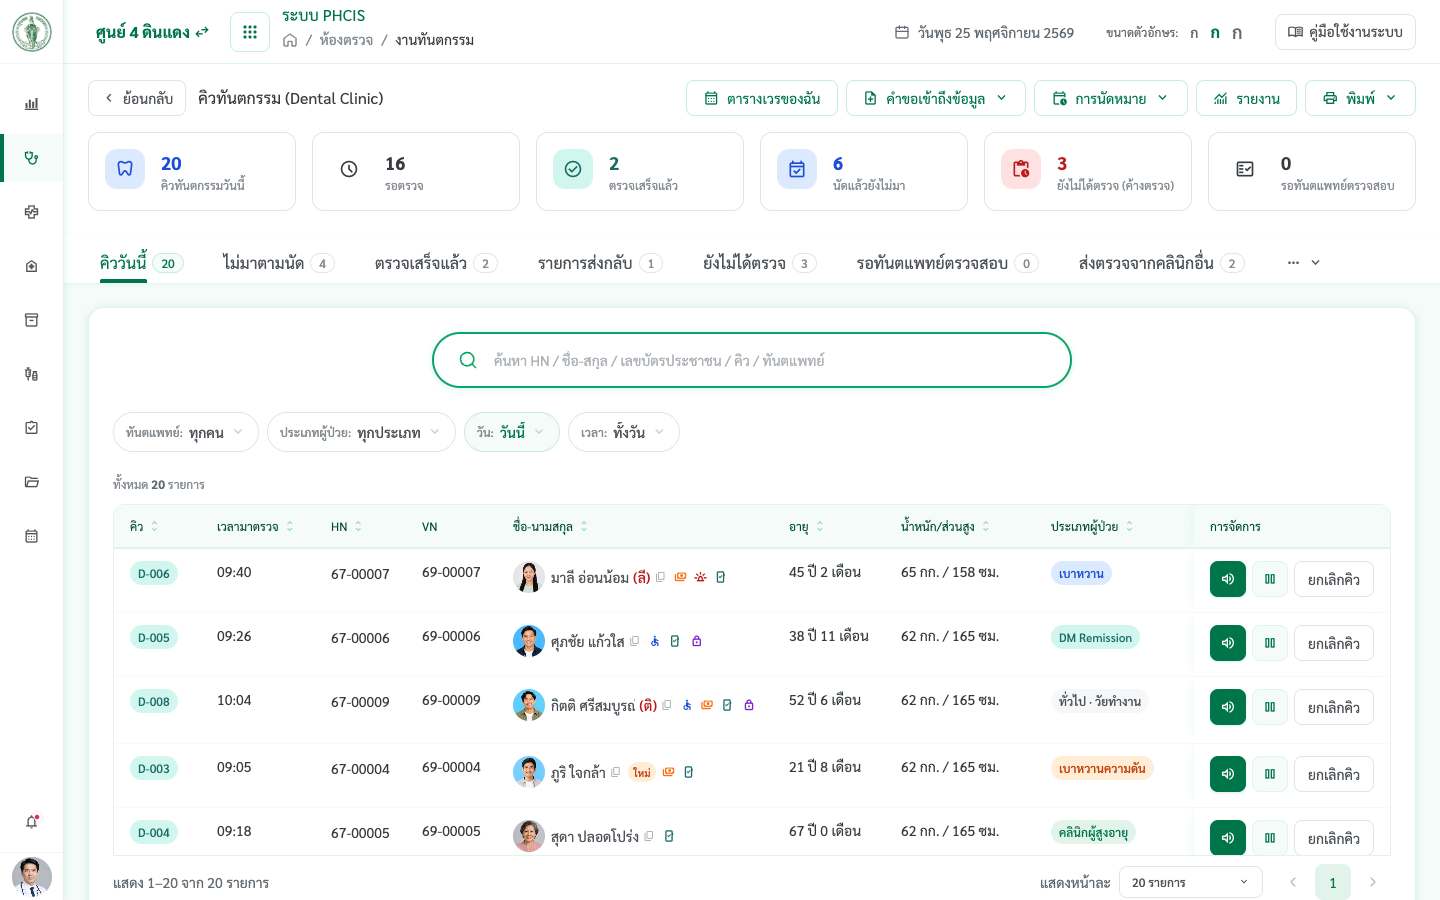 ศูนย์ 4 ดินแดง
ระบบ PHCIS
/ ห้องตรวจ / งานทันตกรรม
วันพุธ 25 พฤศจิกายน 2569
ขนาดตัวอักษร: ก ก ก
คู่มือใช้งานระบบ
ย้อนกลับ
คิวทันตกรรม (Dental Clinic)
ตารางเวรของฉัน
คำขอเข้าถึงข้อมูล
การนัดหมาย
รายงาน
พิมพ์
20 คิวทันตกรรมวันนี้
16 รอตรวจ
2 ตรวจเสร็จแล้ว
6 นัดแล้วยังไม่มา
3 ยังไม่ได้ตรวจ (ค้างตรวจ)
0 รอทันตแพทย์ตรวจสอบ
คิววันนี้ 20 ไม่มาตามนัด 4 ตรวจเสร็จแล้ว 2 รายการส่งกลับ 1 ยังไม่ได้ตรวจ 3 รอทันตแพทย์ตรวจสอบ 0 ส่งตรวจจากคลินิกอื่น 2 ...
ค้นหา HN / ชื่อ-สกุล / เลขบัตรประชาชน / คิว / ทันตแพทย์
ทันตแพทย์: ทุกคน ประเภทผู้ป่วย: ทุกประเภท วัน: วันนี้ เวลา: ทั้งวัน
ทั้งหมด 20 รายการ
คิว เวลามาตรวจ HN VN ชื่อ-นามสกุล อายุ น้ำหนัก/ส่วนสูง ประเภทผู้ป่วย การจัดการ
D-006 09:40 67-00007 69-00007 มาลี อ่อนน้อม (ลี) 45 ปี 2 เดือน 65 กก. / 158 ซม. เบาหวาน ยกเลิกคิว
D-005 09:26 67-00006 69-00006 ศุภชัย แก้วใส 38 ปี 11 เดือน 62 กก. / 165 ซม. DM Remission ยกเลิกคิว
D-008 10:04 67-00009 69-00009 กิตติ ศรีสมบูรณ์ (ติ) 52 ปี 6 เดือน 62 กก. / 165 ซม. ทั่วไป · วัยทำงาน ยกเลิกคิว
D-003 09:05 67-00004 69-00004 ภูริ ใจกล้า ใหม่ 21 ปี 8 เดือน 62 กก. / 165 ซม. เบาหวานความดัน ยกเลิกคิว
D-004 09:18 67-00005 69-00005 สุดา ปลอดโปร่ง 67 ปี 0 เดือน 62 กก. / 165 ซม. คลินิกผู้สูงอายุ ยกเลิกคิว
แสดง 1–20 จาก 20 รายการ
แสดงหน้าละ 20 รายการ 1